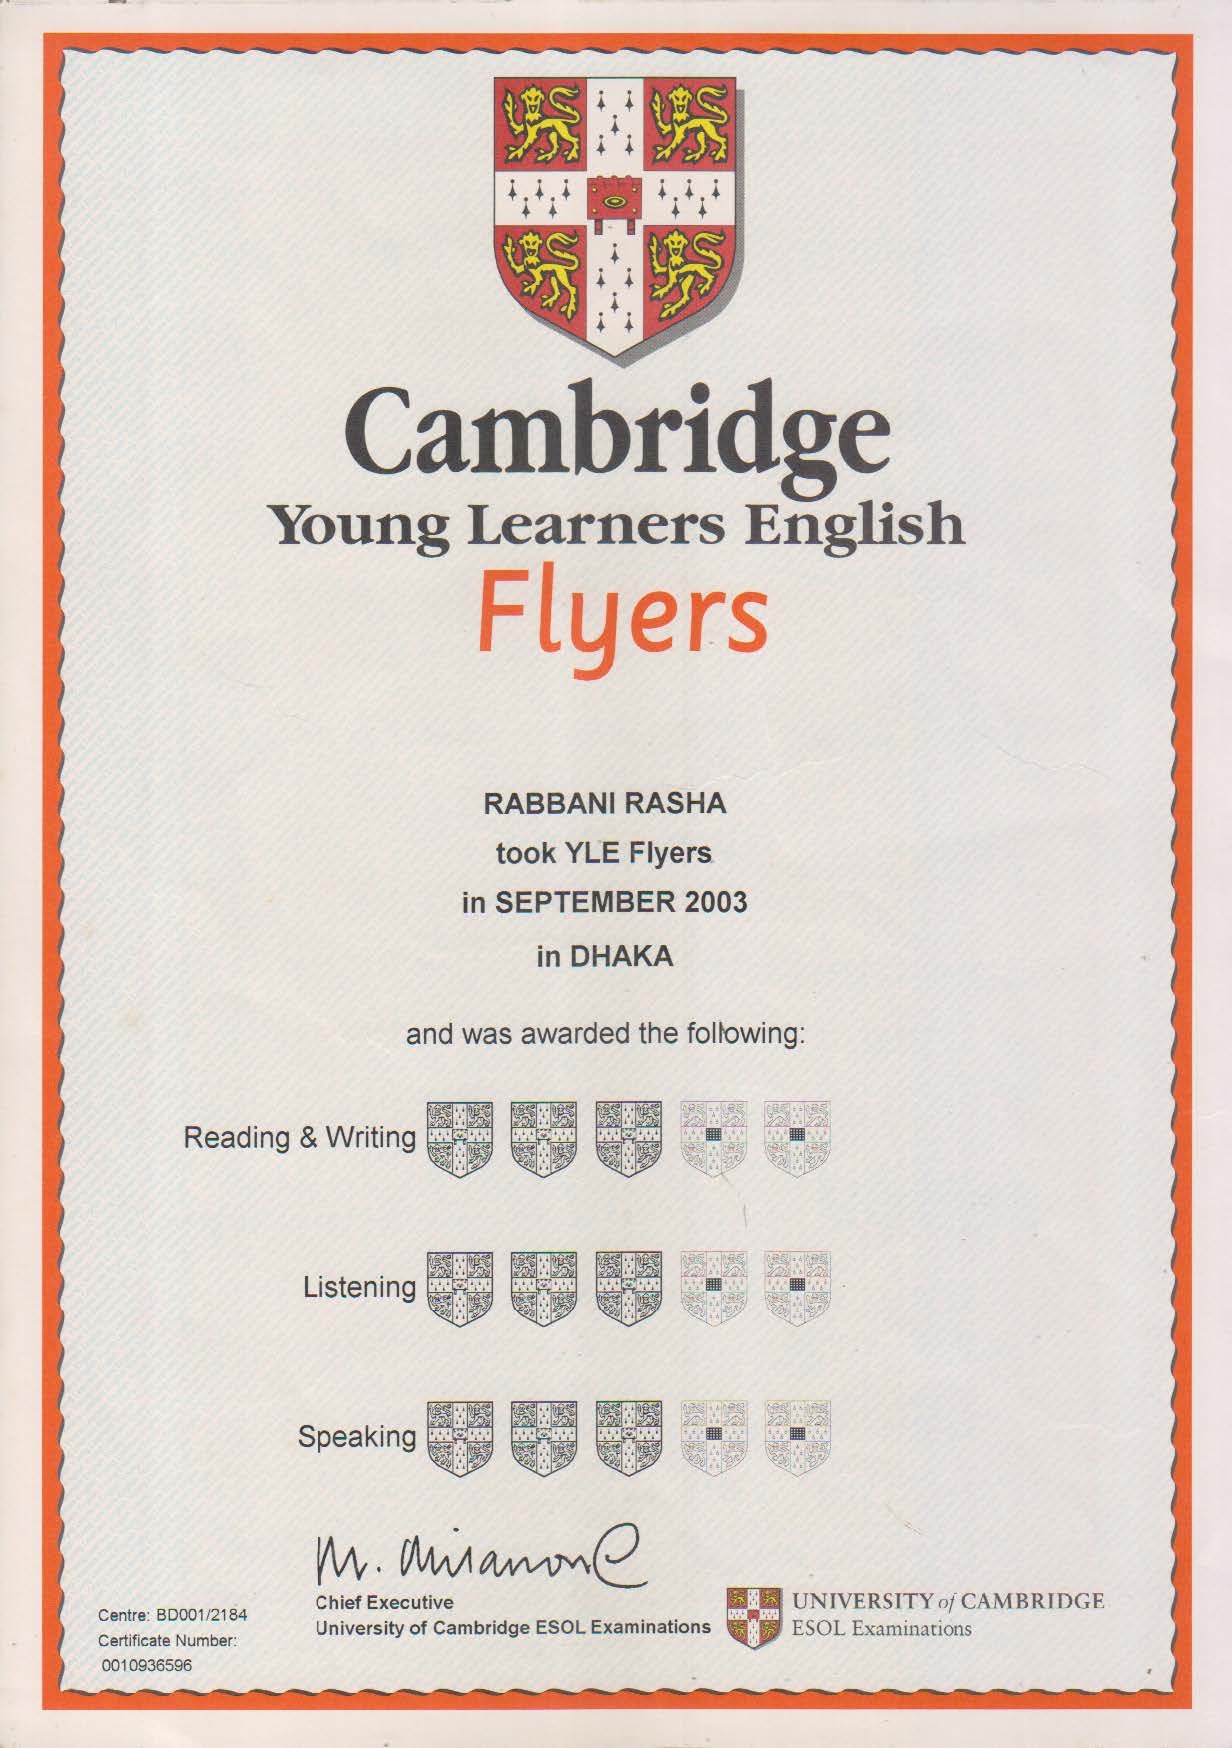 Cambridge
Young Learners English
Flyers
RABBANI RASHA
took YLE Flyers
in SEPTEMBER 2003
in DHAKA
and was awarded the following:
Reading & Writing
Listening
Speaking
Chief Executive
University of Cambridge ESOL Examinations
Centre: BD001/2184
Certificate Number:
0010936596
UNIVERSITY of CAMBRIDGE
ESOL Examinations